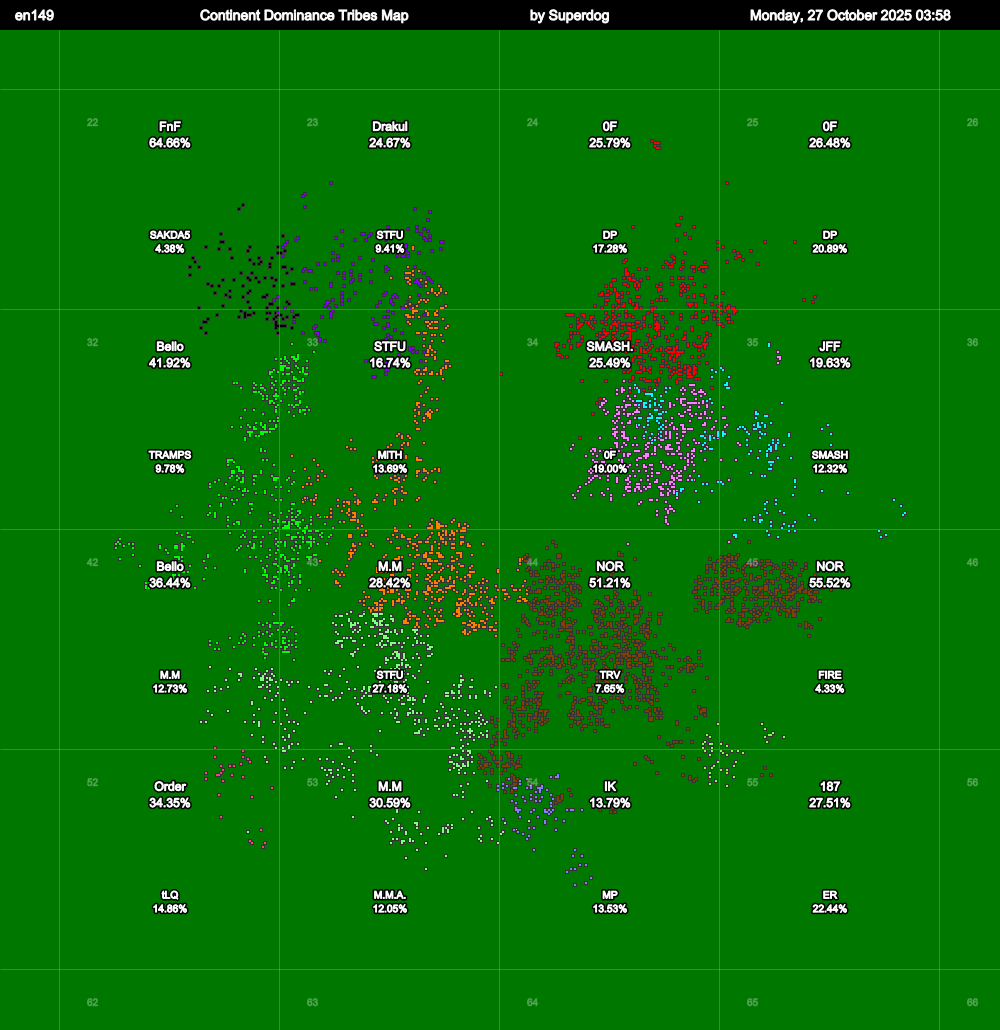 en149 Continent Dominance Tribes Map by Superdog Monday, 27 October 2025 03:58
22 23 24 25 26
FnF Drakul 0F 0F
64.66% 24.67% 25.79% 26.48%
SAKDA5 STFU DP DP
4.38% 9.41% 17.28% 20.89%
32 33 34 35 36
Bello STFU SMASH. JFF
41.92% 16.74% 25.49% 19.63%
TRAMPS MITH 0F SMASH
9.78% 13.69% 19.00% 12.32%
42 43 44 45 46
Bello M.M NOR NOR
36.44% 28.42% 51.21% 55.52%
M.M STFU TRV FIRE
12.73% 27.18% 7.65% 4.33%
52 53 54 55 56
Order M.M IK 187
34.35% 30.59% 13.79% 27.51%
tLQ M.M.A. MP ER
14.86% 12.05% 13.53% 22.44%
62 63 64 65 66